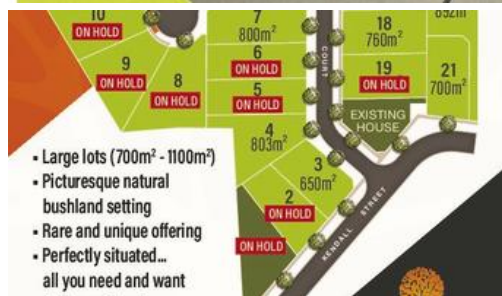 10
ON HOLD
9
ON HOLD
8
ON HOLD
7
800m²
6
ON HOLD
5
ON HOLD
4
803m²
3
650m²
2
ON HOLD
ON HOLD
COURT
18
760m²
19
ON HOLD
892m²
21
700m²
EXISTING
HOUSE
KENDALL STREET
▪ Large lots (700m² - 1100m²)
▪ Picturesque natural
bushland setting
▪ Rare and unique offering
▪ Perfectly situated...
all you need and want